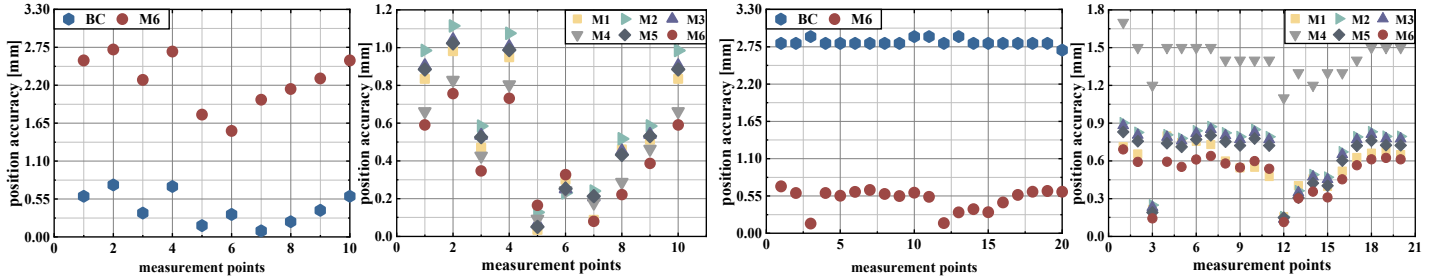 BC M6
position accuracy [mm]
3.30
2.75
2.20
1.65
1.10
0.55
0.00
0 2 4 6 8 10
measurement points
M1 M2 M3
M4 M5 M6
position accuracy [mm]
1.2
1.0
0.8
0.6
0.4
0.2
0.0
0 2 4 6 8 10
measurement points
BC M6
position accuracy [mm]
3.30
2.75
2.20
1.65
1.10
0.55
0.00
0 5 10 15 20
measurement points
M1 M2 M3
M4 M5 M6
position accuracy [mm]
1.8
1.5
1.2
0.9
0.6
0.3
0.0
0 3 6 9 12 15 18 21
measurement points